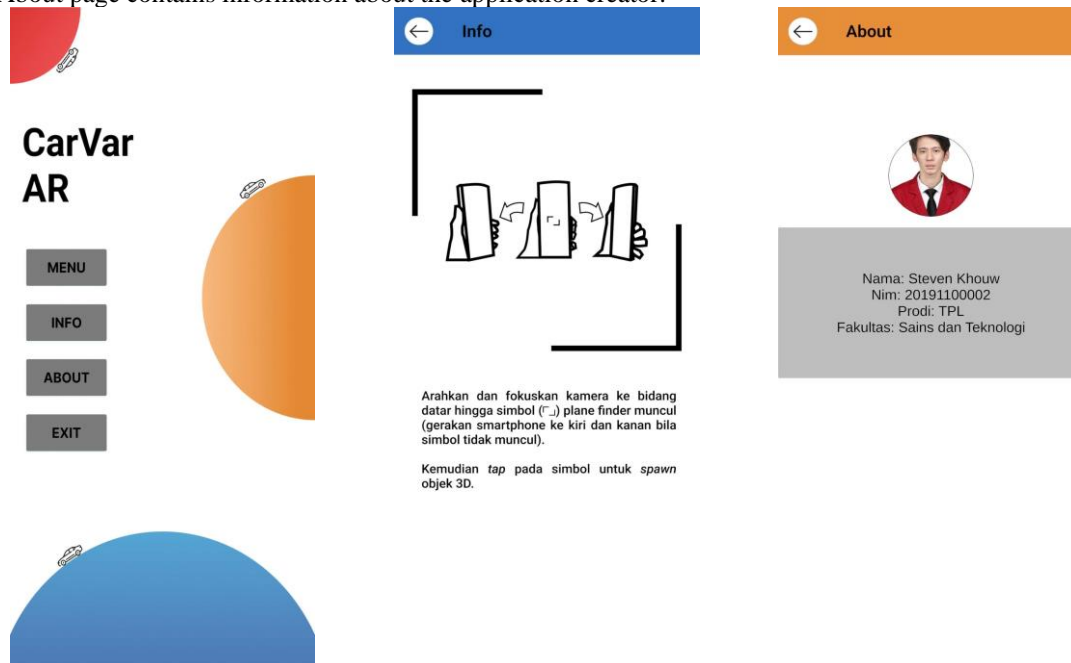 About page contains information about the application creator.
CarVar
AR
MENU
INFO
ABOUT
EXIT
Info
Arahkan dan fokuskan kamera ke bidang
datar hingga simbol (⌜⌟) plane finder muncul
(gerakan smartphone ke kiri dan kanan bila
simbol tidak muncul).
Kemudian tap pada simbol untuk spawn
objek 3D.
About
Nama: Steven Khouw
Nim: 20191100002
Prodi: TPL
Fakultas: Sains dan Teknologi